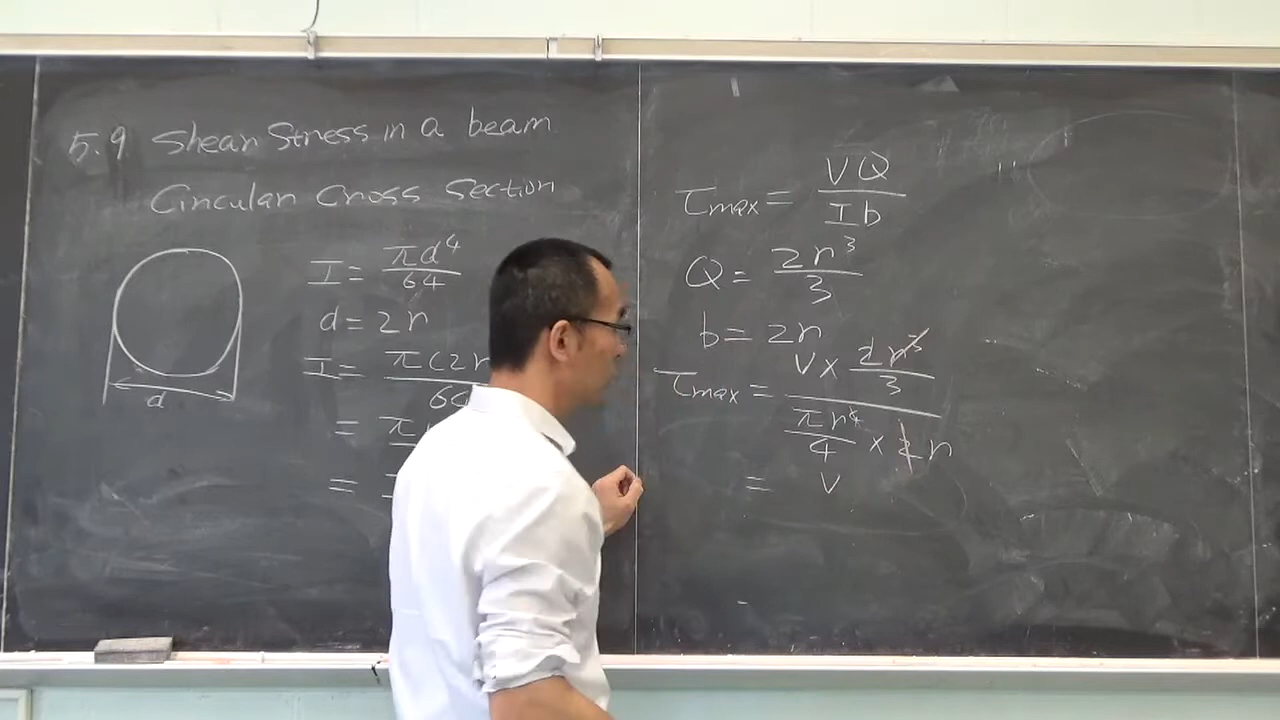 5.9 Shear Stress in a beam
Circular Cross Section
I = πd⁴/64
d = 2r
I = π(2r
64
= π
=
d
τmax = VQ/Ib
Q = 2r³/3
b = 2r
τmax = (V × 2r³/3)/(πr⁴/4 × 2r
= V